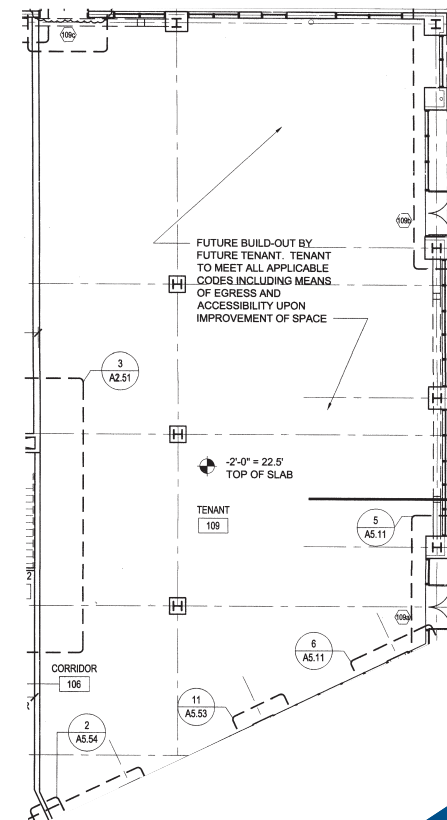 109c
109b
FUTURE BUILD-OUT BY
FUTURE TENANT. TENANT
TO MEET ALL APPLICABLE
CODES INCLUDING MEANS
OF EGRESS AND
ACCESSIBILITY UPON
IMPROVEMENT OF SPACE
3
A2.51
-2'-0" = 22.5'
TOP OF SLAB
TENANT
109
5
A5.11
2
109a
6
A5.11
CORRIDOR
106
11
A5.53
2
A5.54